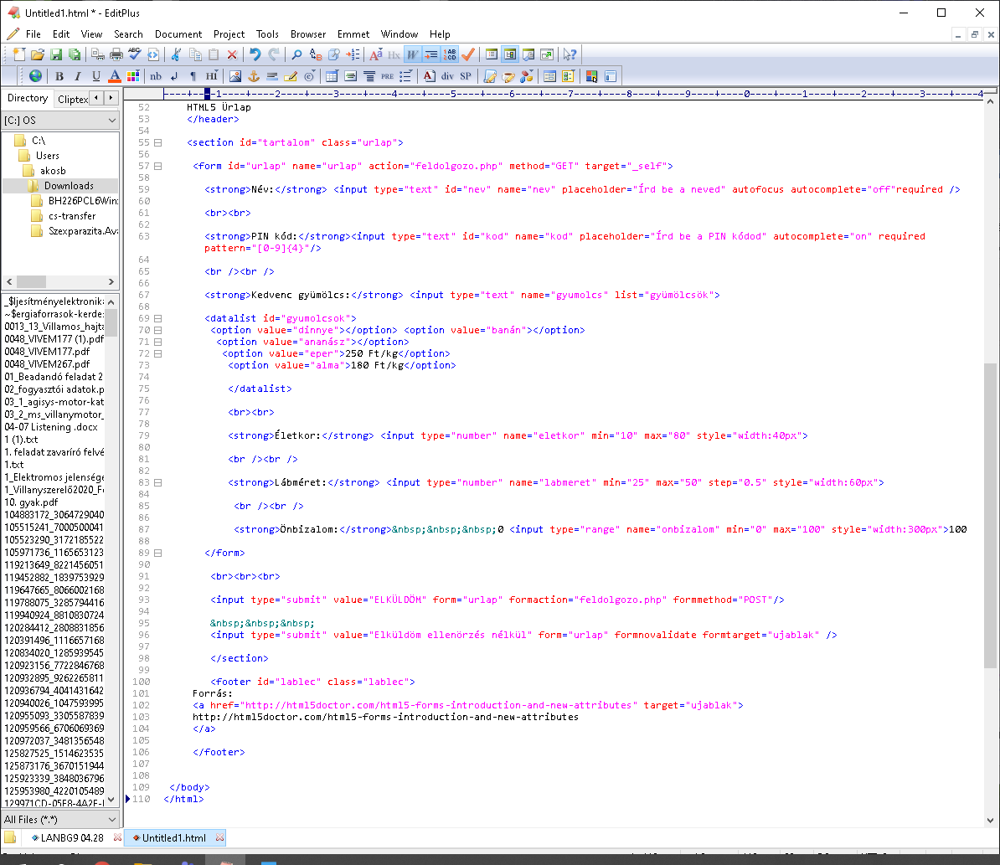 Untitled1.html * - EditPlus
File Edit View Search Document Project Tools Browser Emmet Window Help
Directory Cliptex
[C:] OS
C:\
Users
akosb
Downloads
BH226PCL6Win
cs-transfer
Szexparazita.Av
_$ljesítményelektronik
~$ergiaforrasok-kerde
0013_13_Villamos_hajt
0048_VIVEM177 (1).pdf
0048_VIVEM177.pdf
0048_VIVEM267.pdf
01_Beadandó feladat 2
02_fogyasztói adatok.p
03_1_agisys-motor-kat
03_2_ms_villanymotor_
04-07 Listening .docx
1 (1).txt
1. feladat zavaríró felvé
1.txt
1_Elektromos jelensége
1_Villanyszerelő2020_F
10. gyak.pdf
104883172_3064729040
105515241_7000500041
105523290_3172185522
105971736_1165653123
119213649_8221456051
119452882_1839753929
119647665_8066002168
119788075_3285794416
119940924_8810830724
120284412_2808831856
120391496_1116657168
120834020_1285939545
120923156_7722846768
120932895_9262265811
120936794_4041431642
120940026_1047593995
120955093_3305587839
120959566_6706069369
120972037_3481356548
125827525_1514623535
125873176_3670151944
125923339_3848036796
125953980_4220105489
129971CD-05F8-4A2F-
All Files (*.*)
----+----1----+----2----+----3----+----4----+----5----+----6----+----7----+----8----+----9----+----0----+----1----+----2----+----3----+----4
52 HTML5 Űrlap
53 </header>
54
55 <section id="tartalom" class="urlap">
56
57 <form id="urlap" name="urlap" action="feldolgozo.php" method="GET" target="_self">
58
59 <strong>Név:</strong> <input type="text" id="nev" name="nev" placeholder="Írd be a neved" autofocus autocomplete="off"required />
60
61 <br><br>
62
63 <strong>PIN kód:</strong><input type="text" id="kod" name="kod" placeholder="Írd be a PIN kódod" autocomplete="on" required
pattern="[0-9]{4}"/>
64
65 <br /><br />
66
67 <strong>Kedvenc gyümölcs:</strong> <input type="text" name="gyumolcs" list="gyümölcsök">
68
69 <datalist id="gyumolcsok">
70 <option value="dinnye"></option> <option value="banán"></option>
71 <option value="ananász"></option>
72 <option value="eper">250 Ft/kg</option>
73 <option value="alma">180 Ft/kg</option>
74
75 </datalist>
76
77 <br><br>
78
79 <strong>Életkor:</strong> <input type="number" name="eletkor" min="10" max="80" style="width:40px">
80
81 <br /><br />
82
83 <strong>Lábméret:</strong> <input type="number" name="labmeret" min="25" max="50" step="0.5" style="width:60px">
84
85 <br /><br />
86
87 <strong>Önbizalom:</strong>&nbsp;&nbsp;&nbsp;0 <input type="range" name="onbizalom" min="0" max="100" style="width:300px">100
88
89 </form>
90
91 <br><br><br>
92
93 <input type="submit" value="ELKÜLDÖM" form="urlap" formaction="feldolgozo.php" formmethod="POST"/>
94
95 &nbsp;&nbsp;&nbsp;
96 <input type="submit" value="Elküldöm ellenörzés nélkül" form="urlap" formnovalidate formtarget="ujablak" />
97
98 </section>
99
100 <footer id="lablec" class="lablec">
101 Forrás:
102 <a href="http://html5doctor.com/html5-forms-introduction-and-new-attributes" target="ujablak">
103 http://html5doctor.com/html5-forms-introduction-and-new-attributes
104 </a>
105
106 </footer>
107
108
109 </body>
110 </html>
LANBG9 04.28 Untitled1.html